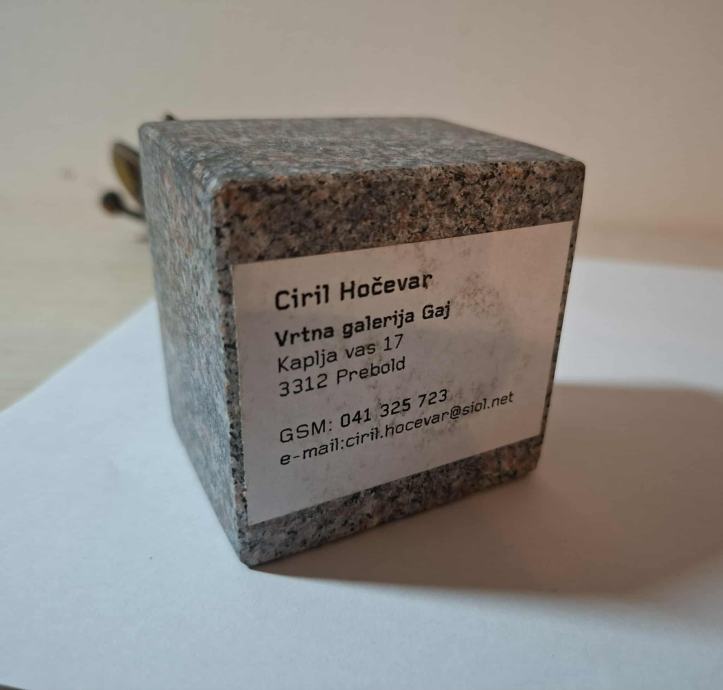 Ciril Hočevar
Vrtna galerija Gaj
Kaplja vas 17
3312 Prebold
GSM: 041 325 723
e-mail:ciril.hocevar@siol.net